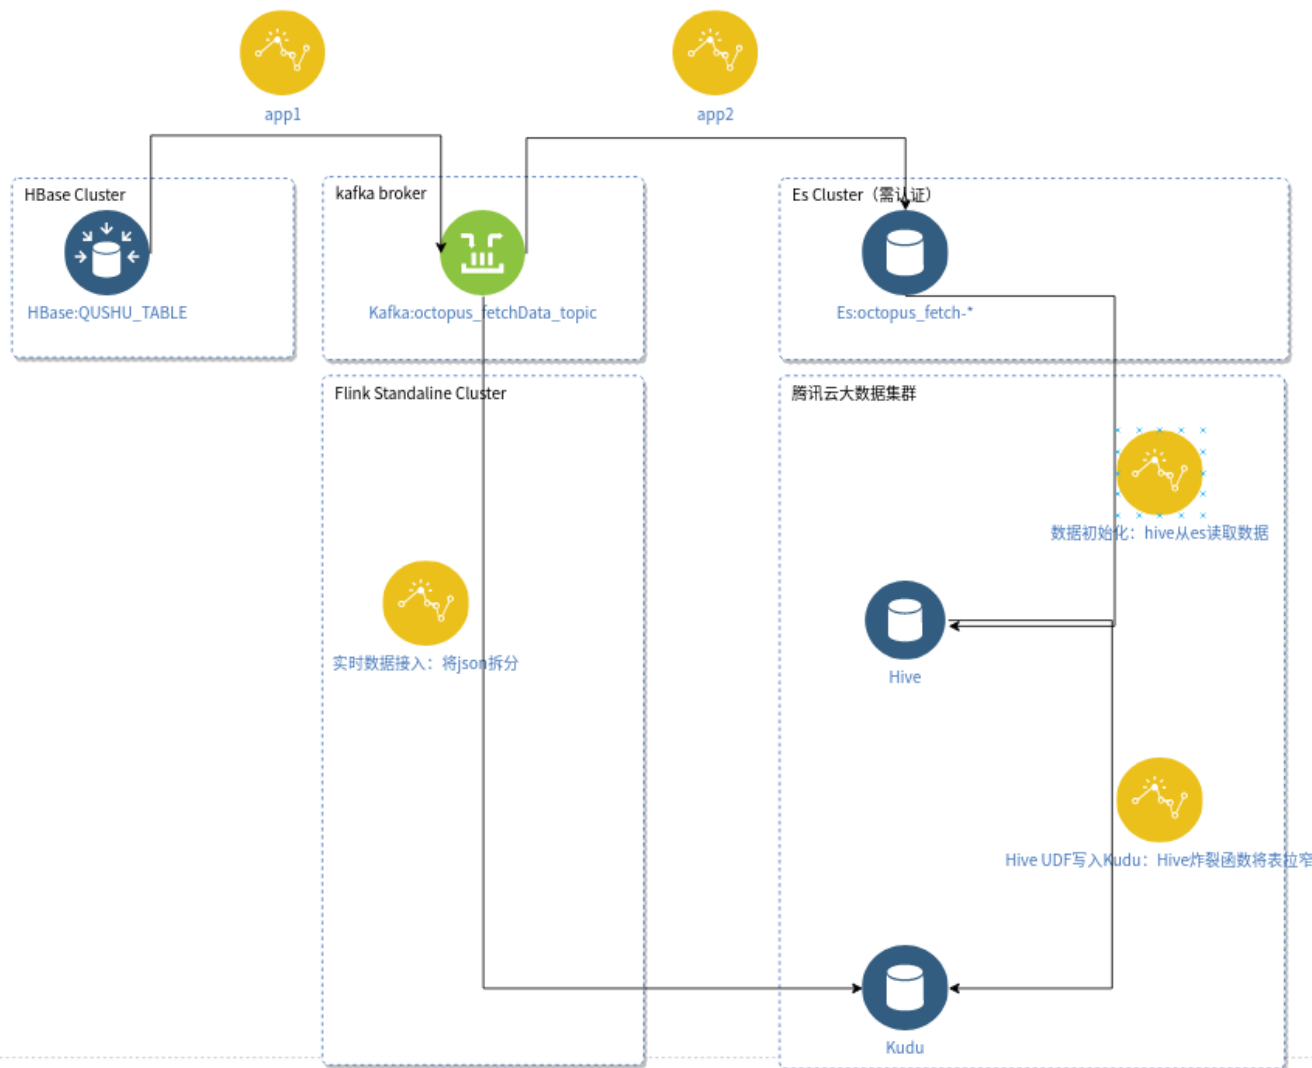 app1
app2
HBase Cluster
kafka broker
Es Cluster（需认证）
HBase:QUSHU_TABLE
Kafka:octopus_fetchData_topic
Es:octopus_fetch-*
Flink Standaline Cluster
腾讯云大数据集群
数据初始化：hive从es读取数据
实时数据接入：将json拆分
Hive
Hive UDF写入Kudu：Hive炸裂函数将表拉窄
Kudu